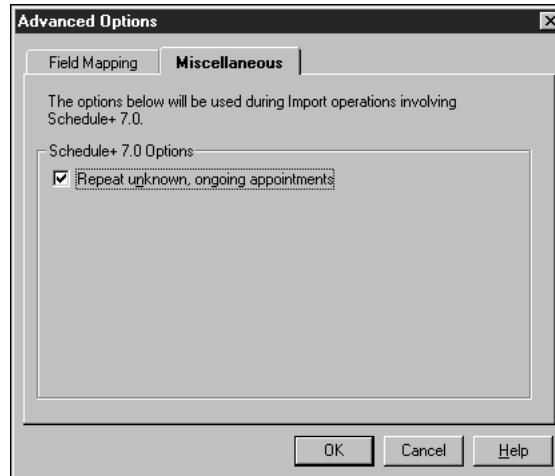 Advanced Options
Field Mapping
Miscellaneous
The options below will be used during Import operations involving
Schedule+ 7.0.
Schedule+ 7.0 Options
Repeat unknown, ongoing appointments
OK
Cancel
Help